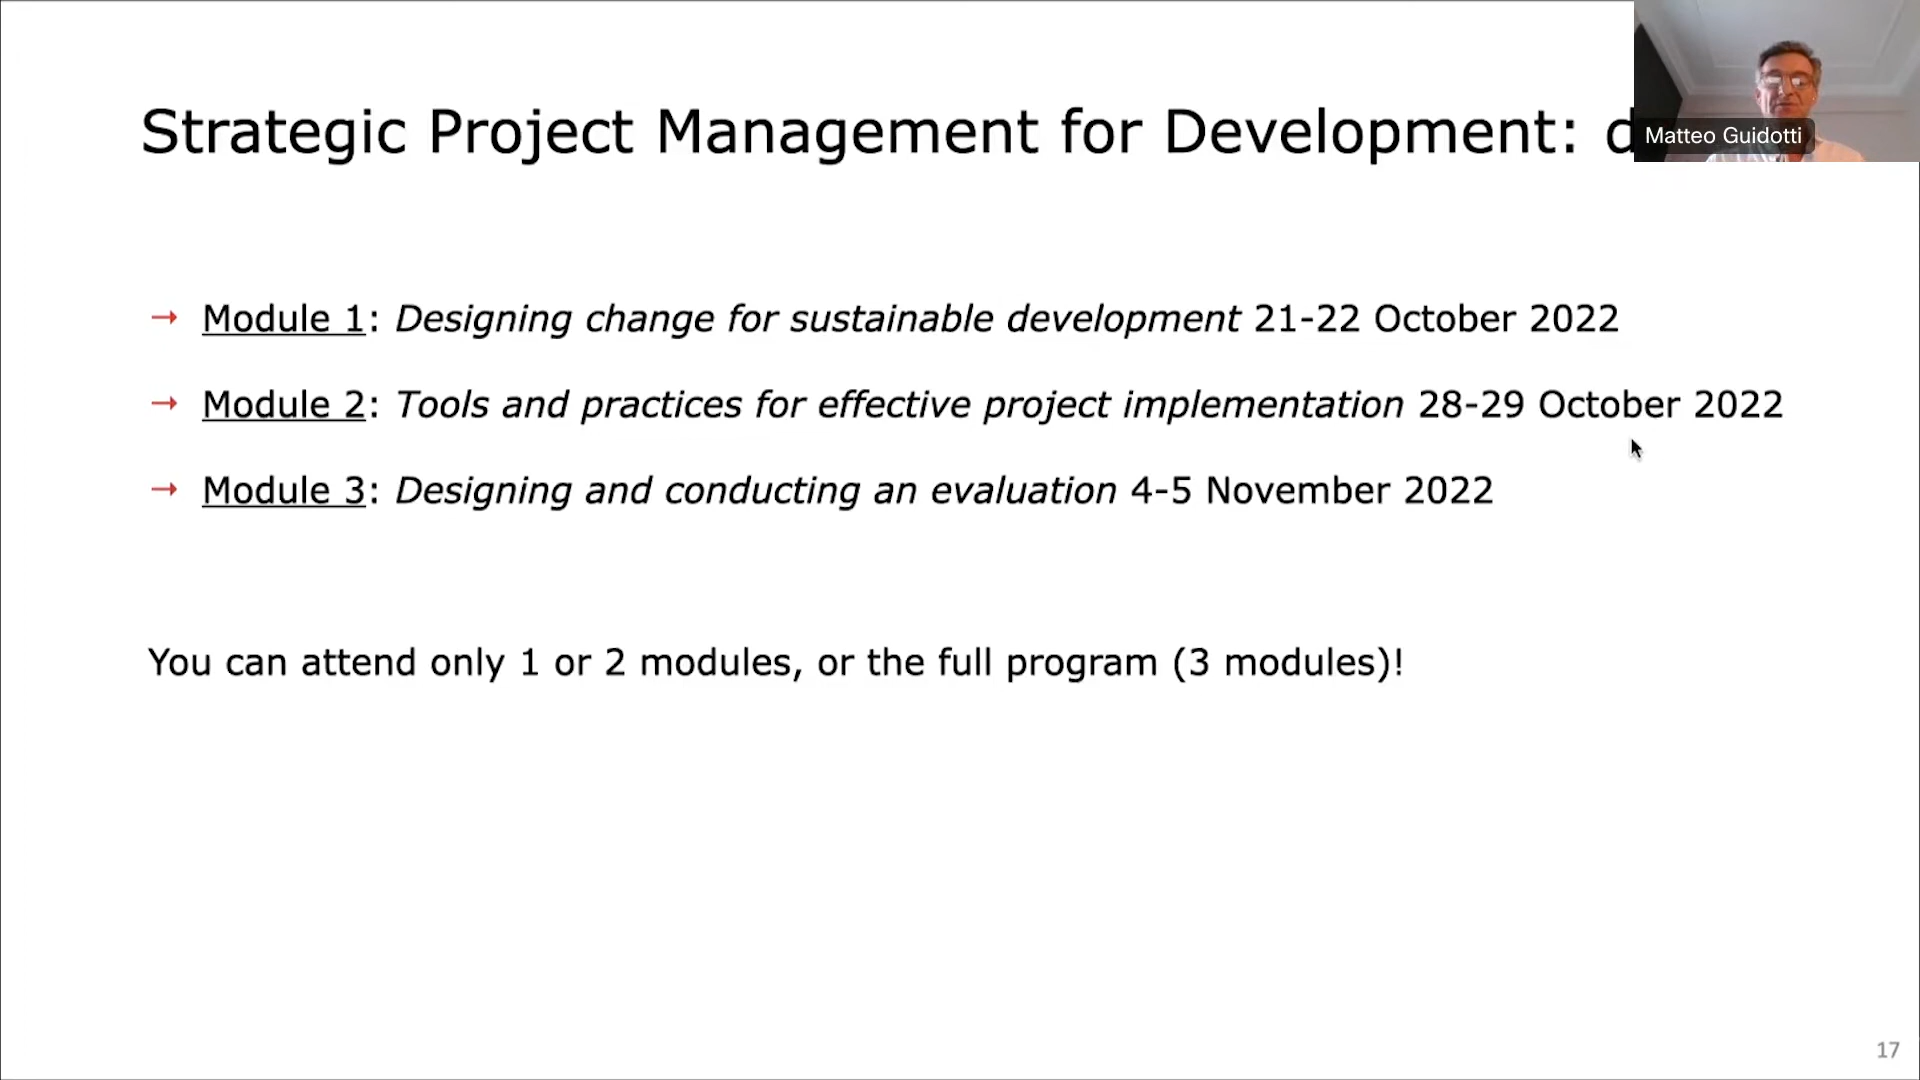 Strategic Project Management for Development: d
Matteo Guidotti
→ Module 1: Designing change for sustainable development 21-22 October 2022
→ Module 2: Tools and practices for effective project implementation 28-29 October 2022
→ Module 3: Designing and conducting an evaluation 4-5 November 2022
You can attend only 1 or 2 modules, or the full program (3 modules)!
17